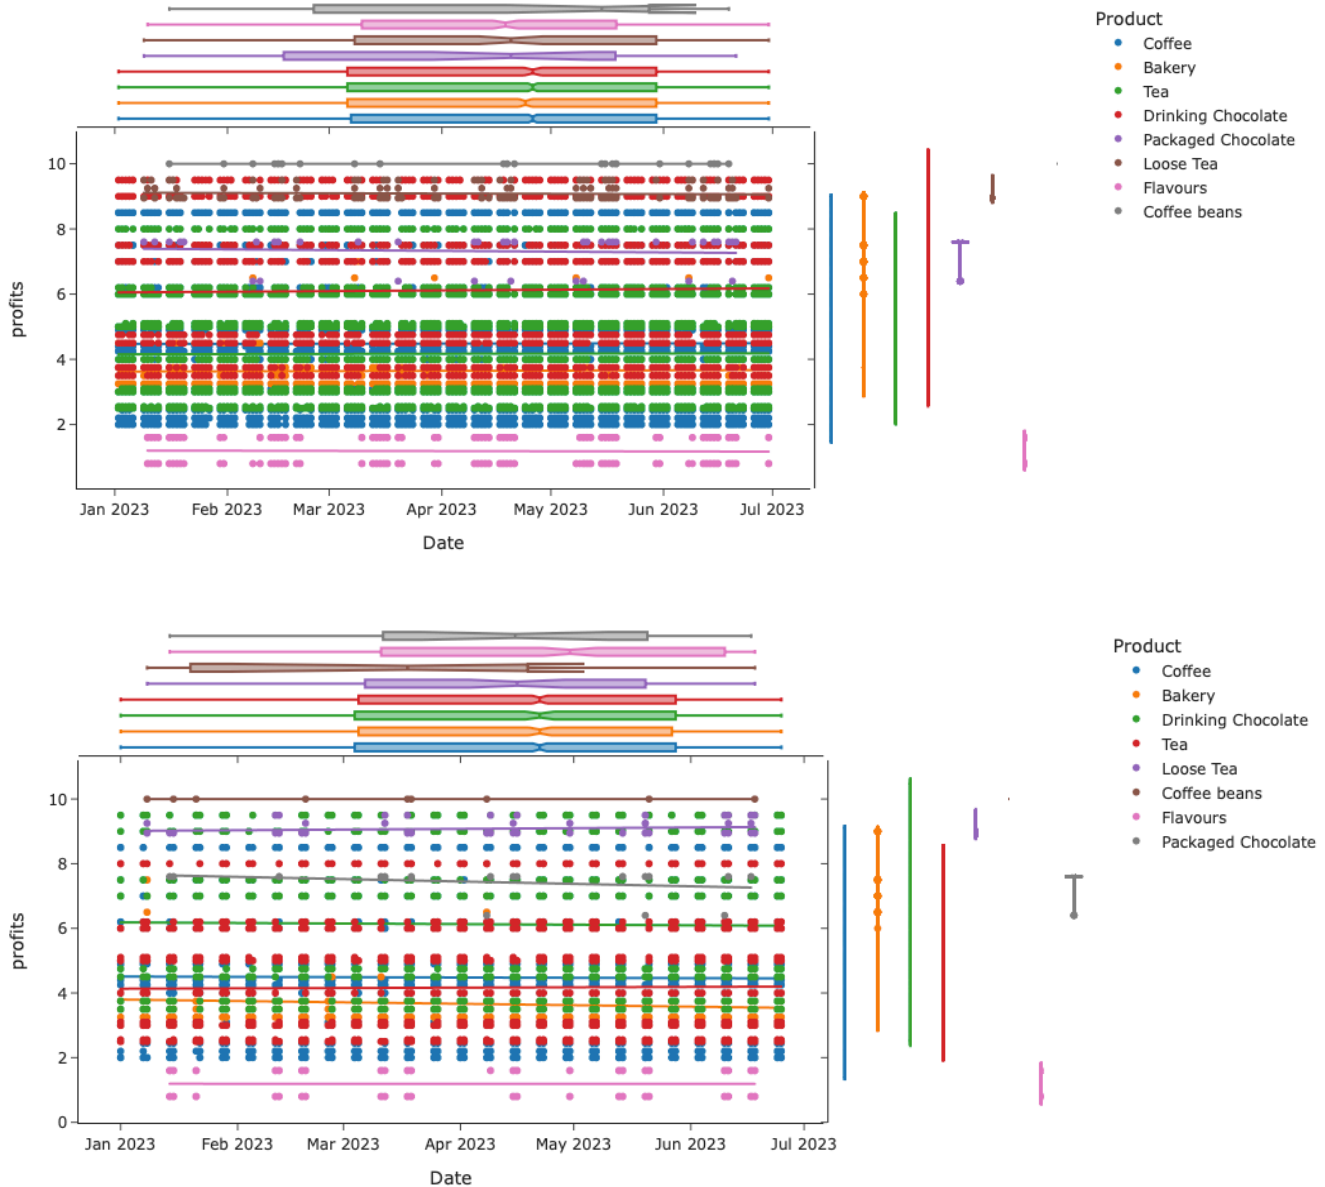 Product
Coffee
Bakery
Tea
Drinking Chocolate
Packaged Chocolate
Loose Tea
Flavours
Coffee beans
10
8
6
4
2
profits
Jan 2023 Feb 2023 Mar 2023 Apr 2023 May 2023 Jun 2023 Jul 2023
Date
Product
Coffee
Bakery
Drinking Chocolate
Tea
Loose Tea
Coffee beans
Flavours
Packaged Chocolate
10
8
6
4
2
0
profits
Jan 2023 Feb 2023 Mar 2023 Apr 2023 May 2023 Jun 2023 Jul 2023
Date